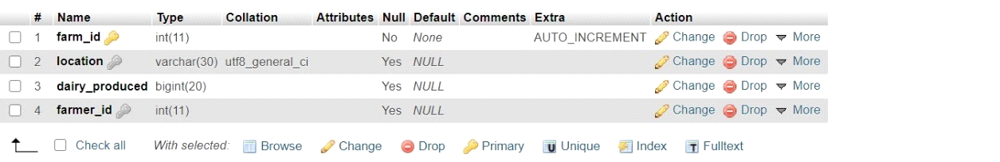 # Name Type Collation Attributes Null Default Comments Extra Action
1 farm_id int(11) No None AUTO_INCREMENT Change Drop More
2 location varchar(30) utf8_general_ci Yes NULL Change Drop More
3 dairy_produced bigint(20) Yes NULL Change Drop More
4 farmer_id int(11) Yes NULL Change Drop More
Check all With selected: Browse Change Drop Primary U Unique Index T Fulltext